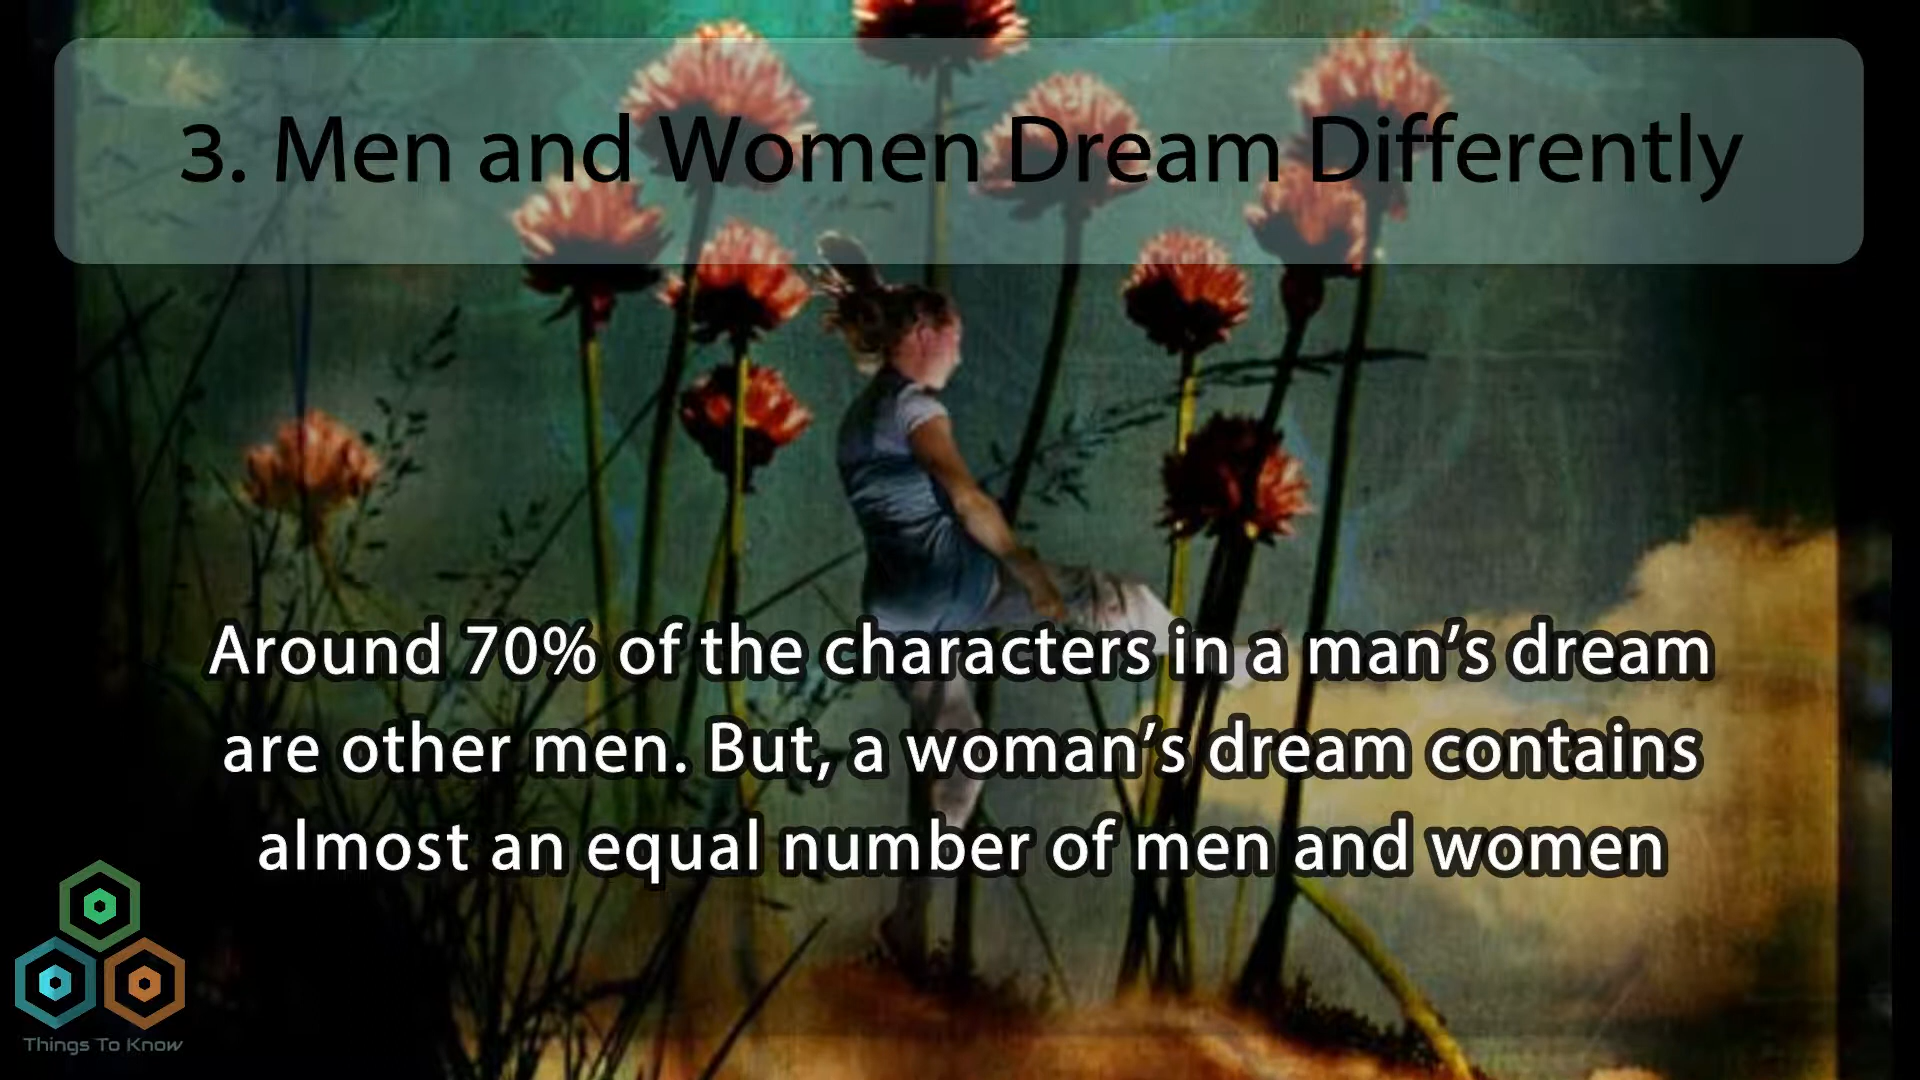 3. Men and Women Dream Differently
Around 70% of the characters in a man’s dream
are other men. But, a woman’s dream contains
almost an equal number of men and women
Things To Know